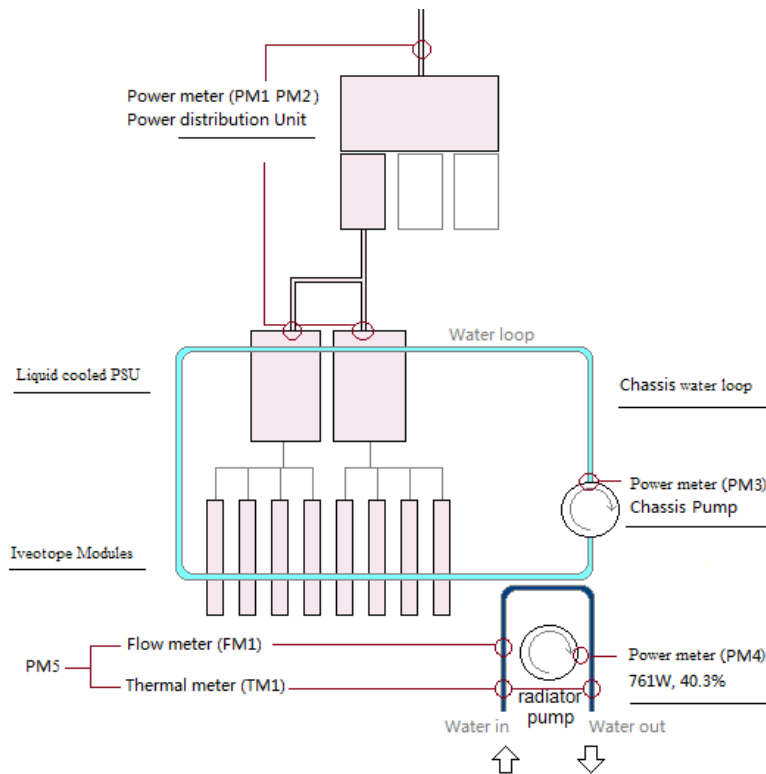 Power meter (PM1 PM2)
Power distribution Unit
Water loop
Liquid cooled PSU
Chassis water loop
Power meter (PM3)
Chassis Pump
Iveotope Modules
Flow meter (FM1)
PM5
Thermal meter (TM1)
Power meter (PM4)
761W, 40.3%
radiator
pump
Water in
Water out